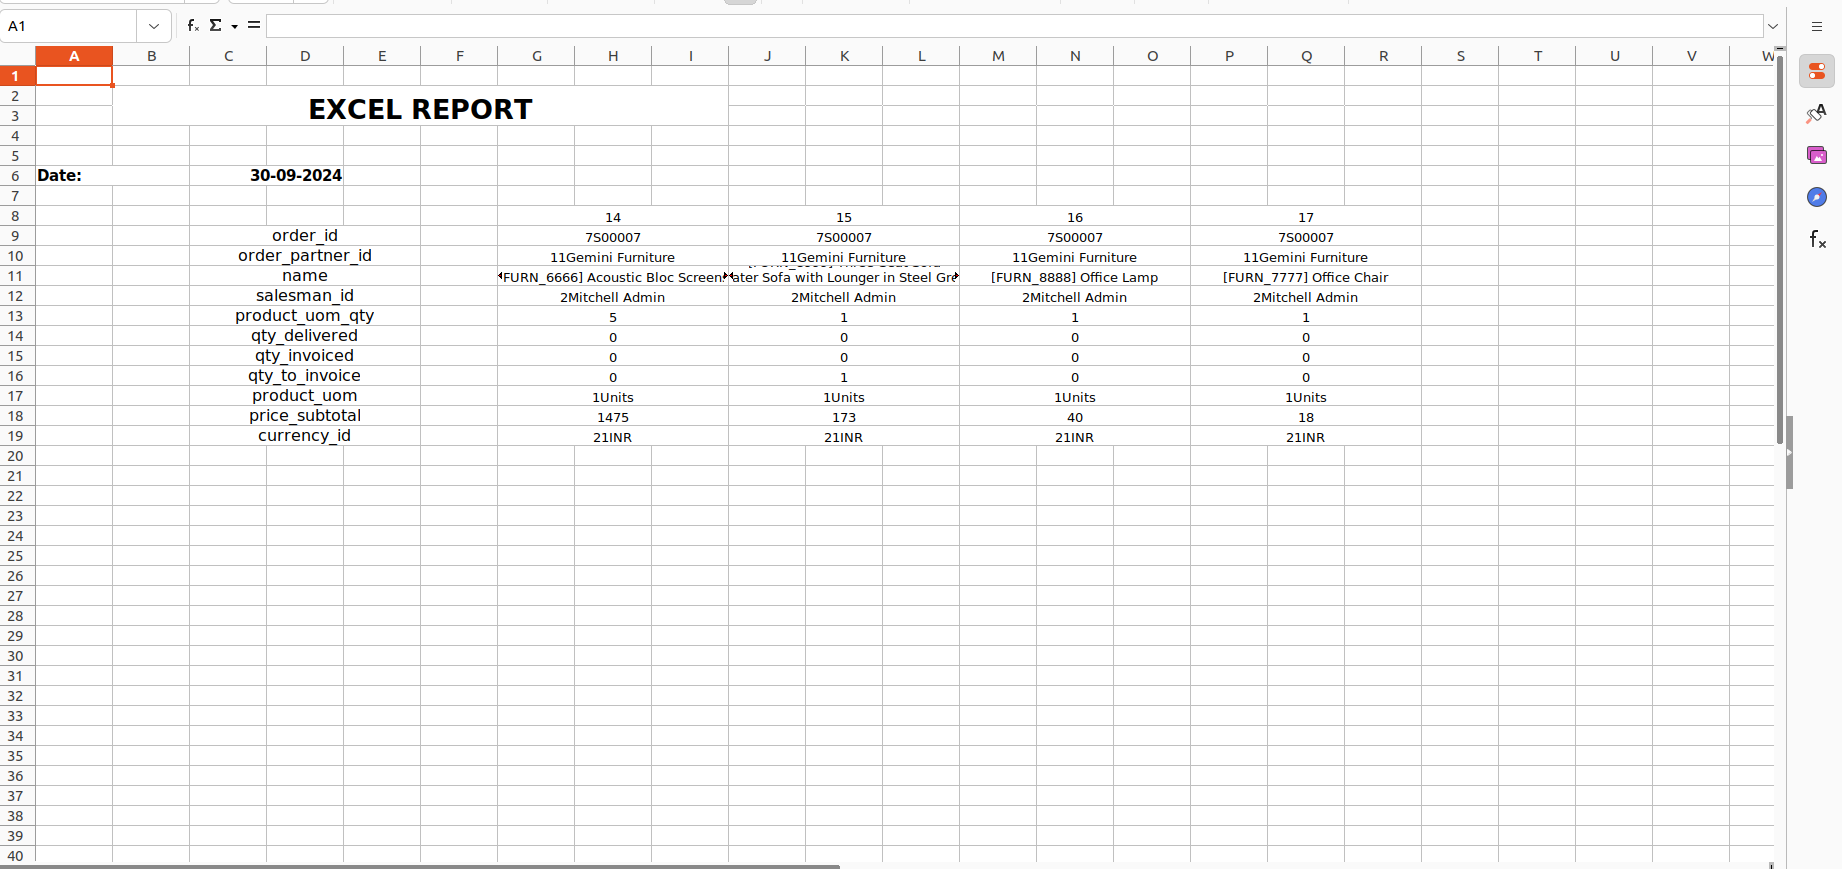 A1
A B C D E F G H I J K L M N O P Q R S T U V W
1
2
EXCEL REPORT
3
4
5
6 Date: 30-09-2024
7
8 14 15 16 17
9 order_id 7S00007 7S00007 7S00007 7S00007
10 order_partner_id 11Gemini Furniture 11Gemini Furniture 11Gemini Furniture 11Gemini Furniture
11 name FURN_6666] Acoustic Bloc Screen ater Sofa with Lounger in Steel Gre [FURN_8888] Office Lamp [FURN_7777] Office Chair
12 salesman_id 2Mitchell Admin 2Mitchell Admin 2Mitchell Admin 2Mitchell Admin
13 product_uom_qty 5 1 1 1
14 qty_delivered 0 0 0 0
15 qty_invoiced 0 0 0 0
16 qty_to_invoice 0 1 0 0
17 product_uom 1Units 1Units 1Units 1Units
18 price_subtotal 1475 173 40 18
19 currency_id 21INR 21INR 21INR 21INR
20
21
22
23
24
25
26
27
28
29
30
31
32
33
34
35
36
37
38
39
40